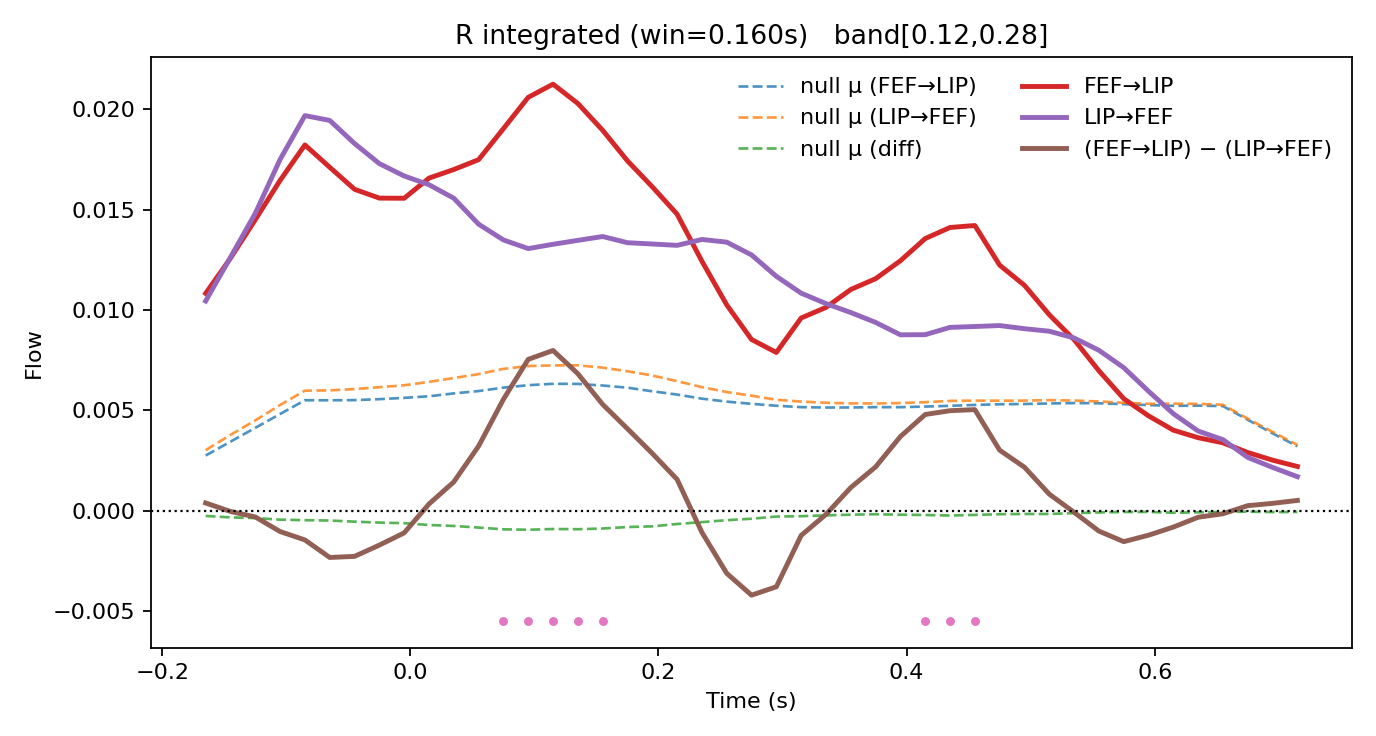 R integrated (win=0.160s)   band[0.12,0.28]
null μ (FEF→LIP)
null μ (LIP→FEF)
null μ (diff)
FEF→LIP
LIP→FEF
(FEF→LIP) − (LIP→FEF)
Flow
0.020
0.015
0.010
0.005
0.000
−0.005
−0.2
0.0
0.2
0.4
0.6
Time (s)